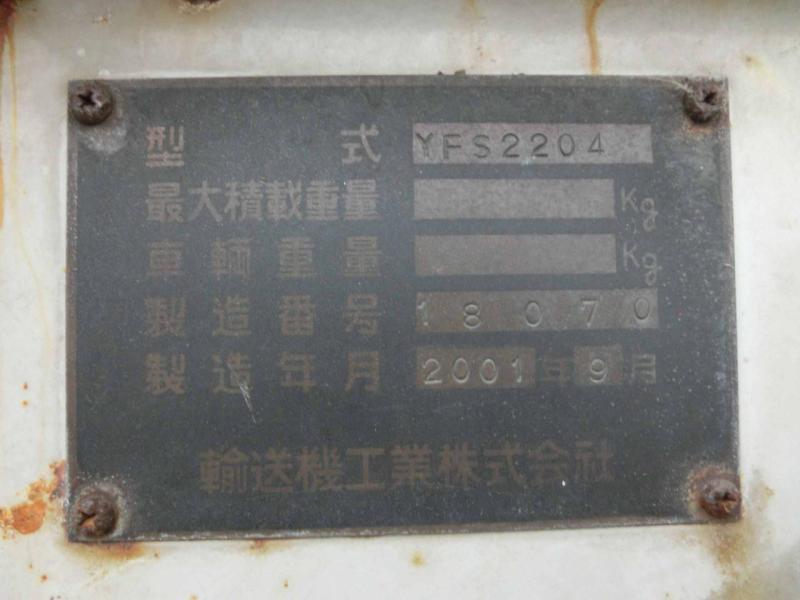 型式 YFS2204
最大積載重量 Kg
車輌重量 Kg
製造番号 18070
製造年月 2001年9月
輸送機工業株式会社